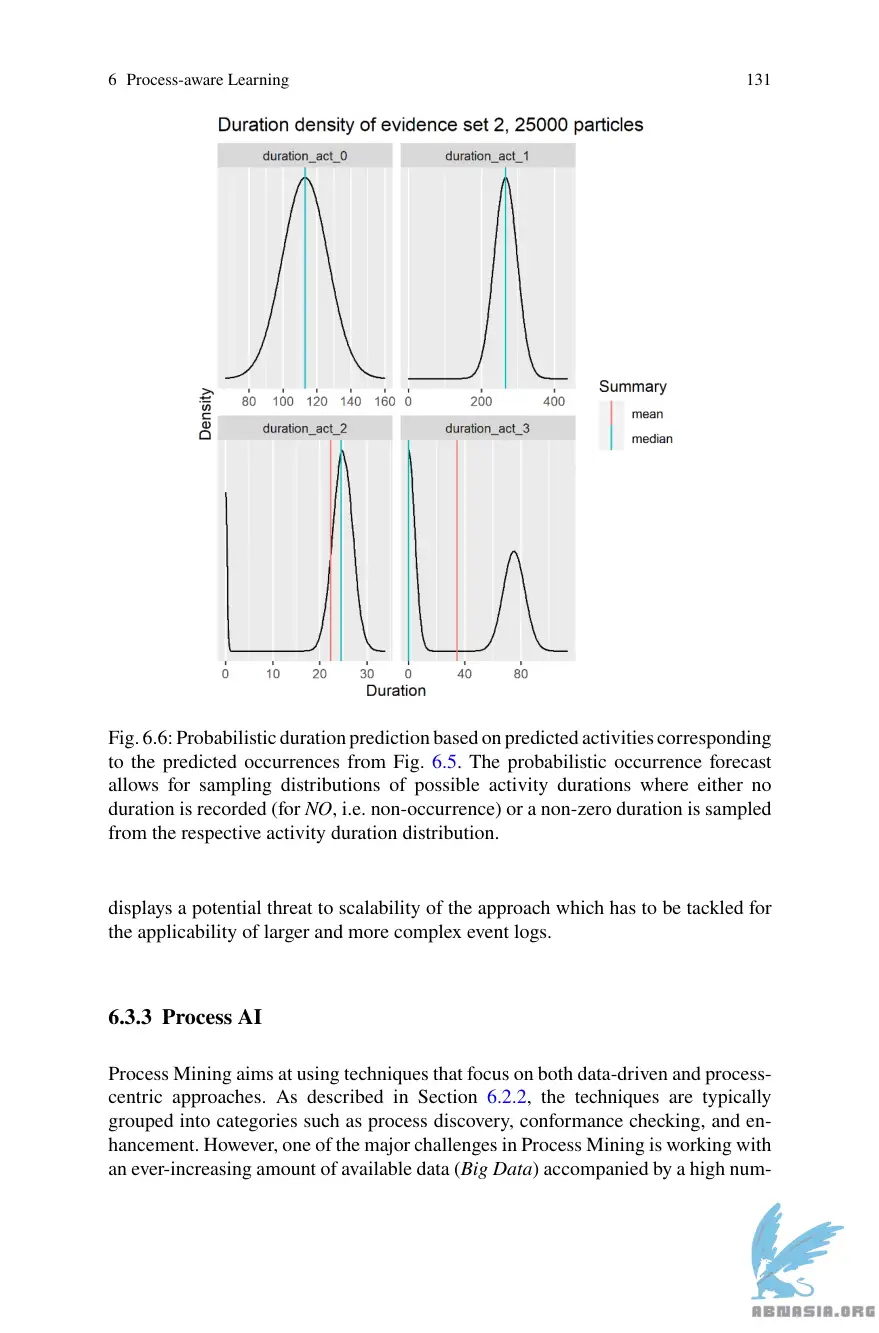 6 Process-aware Learning 131
Duration density of evidence set 2, 25000 particles
duration_act_0 duration_act_1
80 100 120 140 160 0 200 400
Density
duration_act_2 duration_act_3
0 10 20 30 0 40 80
Duration
Summary
mean
median
Fig. 6.6: Probabilistic duration prediction based on predicted activities corresponding
to the predicted occurrences from Fig. 6.5. The probabilistic occurrence forecast
allows for sampling distributions of possible activity durations where either no
duration is recorded (for NO, i.e. non-occurrence) or a non-zero duration is sampled
from the respective activity duration distribution.
displays a potential threat to scalability of the approach which has to be tackled for
the applicability of larger and more complex event logs.
6.3.3 Process AI
Process Mining aims at using techniques that focus on both data-driven and process-
centric approaches. As described in Section 6.2.2, the techniques are typically
grouped into categories such as process discovery, conformance checking, and en-
hancement. However, one of the major challenges in Process Mining is working with
an ever-increasing amount of available data (Big Data) accompanied by a high num-
ABNASIA.ORG